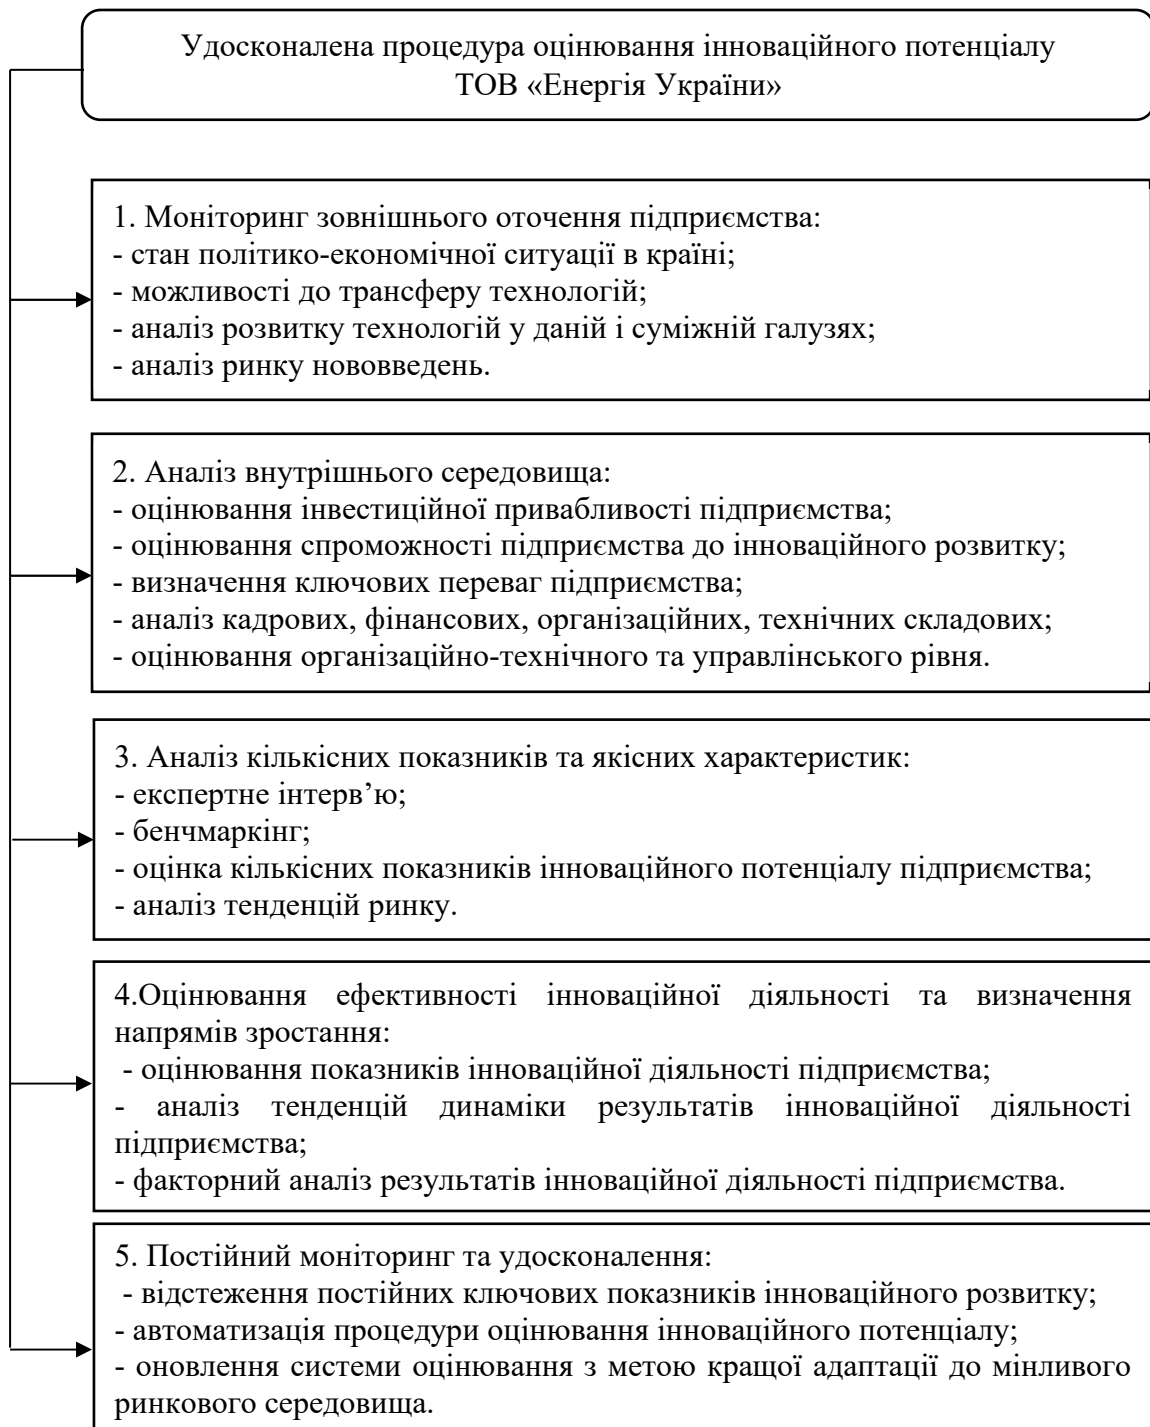 Удосконалена процедура оцінювання інноваційного потенціалу
ТОВ «Енергія України»
1. Моніторинг зовнішнього оточення підприємства:
- стан політико-економічної ситуації в країні;
- можливості до трансферу технологій;
- аналіз розвитку технологій у даній і суміжній галузях;
- аналіз ринку нововведень.
2. Аналіз внутрішнього середовища:
- оцінювання інвестиційної привабливості підприємства;
- оцінювання спроможності підприємства до інноваційного розвитку;
- визначення ключових переваг підприємства;
- аналіз кадрових, фінансових, організаційних, технічних складових;
- оцінювання організаційно-технічного та управлінського рівня.
3. Аналіз кількісних показників та якісних характеристик:
- експертне інтерв’ю;
- бенчмаркінг;
- оцінка кількісних показників інноваційного потенціалу підприємства;
- аналіз тенденцій ринку.
4.Оцінювання ефективності інноваційної діяльності та визначення
напрямів зростання:
- оцінювання показників інноваційної діяльності підприємства;
- аналіз тенденцій динаміки результатів інноваційної діяльності
підприємства;
- факторний аналіз результатів інноваційної діяльності підприємства.
5. Постійний моніторинг та удосконалення:
- відстеження постійних ключових показників інноваційного розвитку;
- автоматизація процедури оцінювання інноваційного потенціалу;
- оновлення системи оцінювання з метою кращої адаптації до мінливого
ринкового середовища.